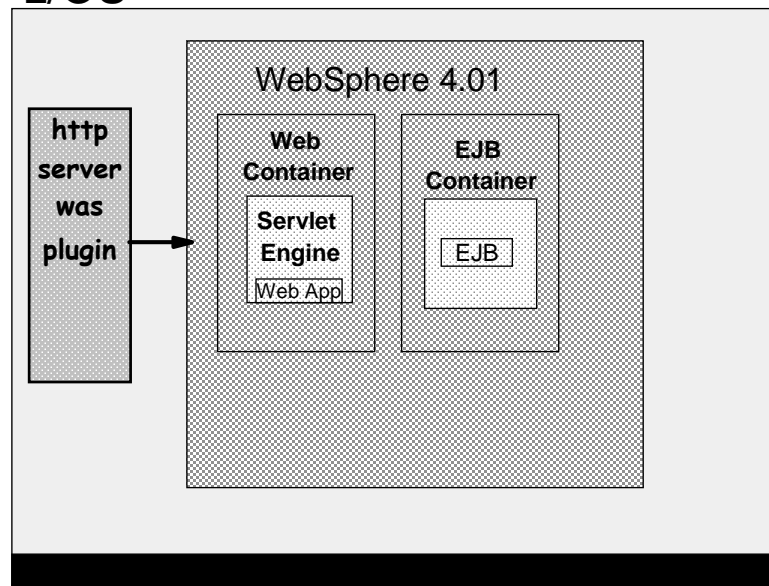 WebSphere 4.01
http
server
was
plugin
Web
Container
Servlet
Engine
Web App
EJB
Container
EJB